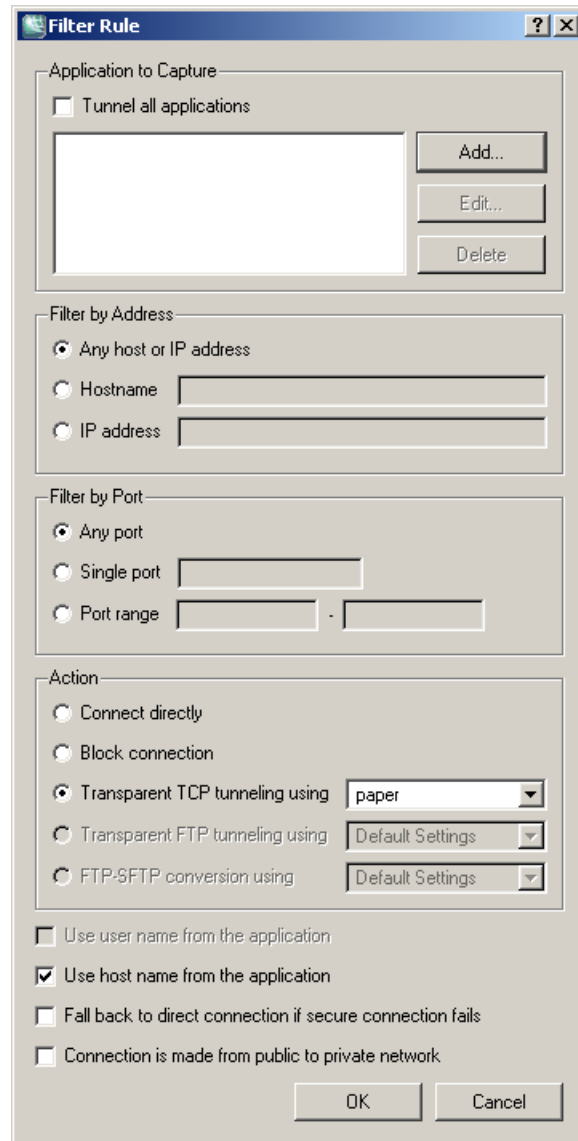 Filter Rule
Application to Capture
Tunnel all applications
Add...
Edit...
Delete
Filter by Address
Any host or IP address
Hostname
IP address
Filter by Port
Any port
Single port
Port range -
Action
Connect directly
Block connection
Transparent TCP tunneling using paper
Transparent FTP tunneling using Default Settings
FTP-SFTP conversion using Default Settings
Use user name from the application
Use host name from the application
Fall back to direct connection if secure connection fails
Connection is made from public to private network
OK Cancel